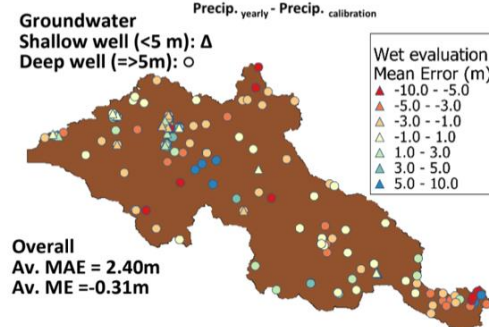 Precip. yearly - Precip. calibration
Groundwater
Shallow well (<5 m): Δ
Deep well (=>5m): ○
Wet evaluation
Mean Error (m)
-10.0 - -5.0
-5.0 - -3.0
-3.0 - -1.0
-1.0 - 1.0
1.0 - 3.0
3.0 - 5.0
5.0 - 10.0
Overall
Av. MAE = 2.40m
Av. ME =-0.31m